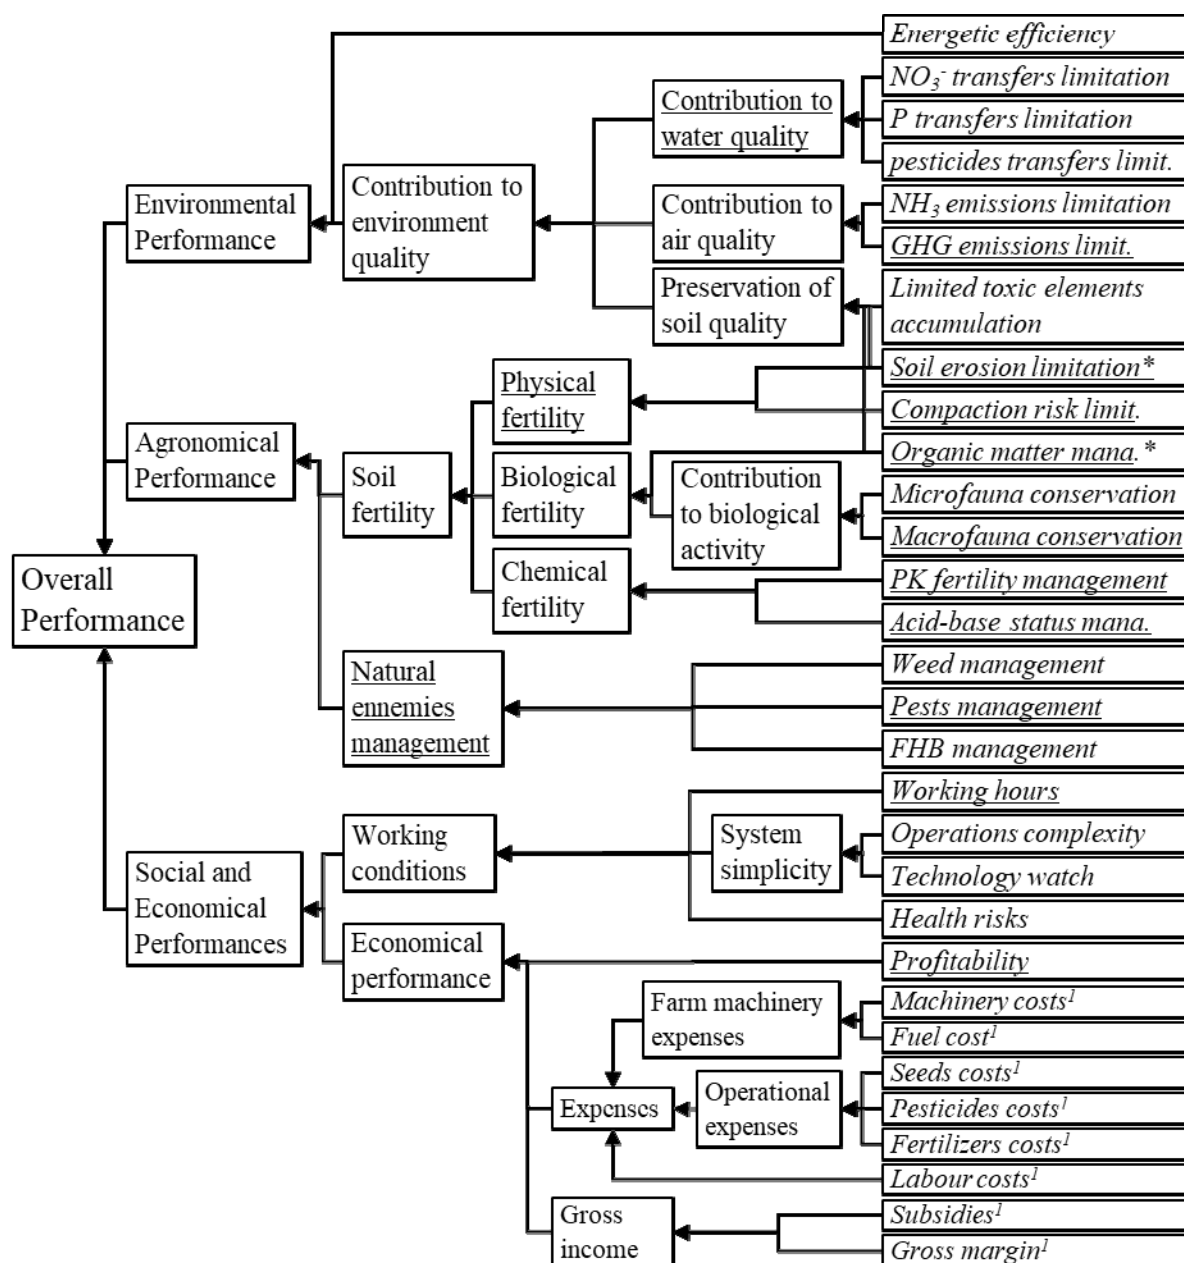 Energetic efficiency
NO₃⁻ transfers limitation
Contribution to
water quality
P transfers limitation
pesticides transfers limit.
Environmental
Performance
Contribution to
environment
quality
Contribution to
air quality
NH₃ emissions limitation
GHG emissions limit.
Preservation of
soil quality
Limited toxic elements
accumulation
Soil erosion limitation*
Physical
fertility
Compaction risk limit.
Agronomical
Performance
Soil
fertility
Biological
fertility
Organic matter mana.*
Contribution
to biological
activity
Microfauna conservation
Macrofauna conservation
Overall
Performance
Chemical
fertility
PK fertility management
Acid-base status mana.
Natural
ennemies
management
Weed management
Pests management
FHB management
Working hours
Social and
Economical
Performances
Working
conditions
System
simplicity
Operations complexity
Technology watch
Health risks
Economical
performance
Profitability
Farm machinery
expenses
Machinery costs¹
Fuel cost¹
Expenses
Operational
expenses
Seeds costs¹
Pesticides costs¹
Fertilizers costs¹
Labour costs¹
Gross
income
Subsidies¹
Gross margin¹